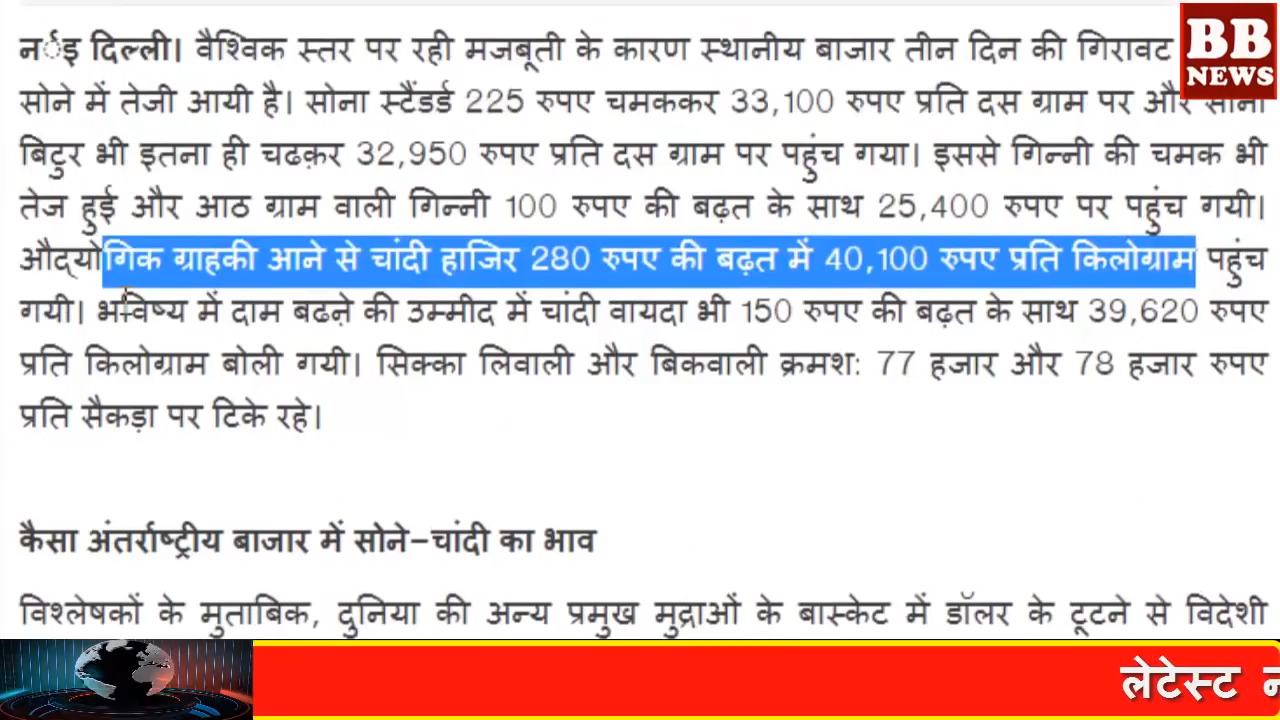 नर्इ दिल्ली। वैश्विक स्तर पर रही मजबूती के कारण स्थानीय बाजार तीन दिन की गिरावट
BB
NEWS
सोने में तेजी आयी है। सोना स्टैंडर्ड 225 रुपए चमककर 33,100 रुपए प्रति दस ग्राम पर और सोना
बिटुर भी इतना ही चढक़र 32,950 रुपए प्रति दस ग्राम पर पहुंच गया। इससे गिन्नी की चमक भी
तेज हुई और आठ ग्राम वाली गिन्नी 100 रुपए की बढ़त के साथ 25,400 रुपए पर पहुंच गयी।
औद्योगिक ग्राहकी आने से चांदी हाजिर 280 रुपए की बढ़त में 40,100 रुपए प्रति किलोग्राम पहुंच
गयी। भविष्य में दाम बढऩे की उम्मीद में चांदी वायदा भी 150 रुपए की बढ़त के साथ 39,620 रुपए
प्रति किलोग्राम बोली गयी। सिक्का लिवाली और बिकवाली क्रमश: 77 हजार और 78 हजार रुपए
प्रति सैकड़ा पर टिके रहे।
कैसा अंतर्राष्ट्रीय बाजार में सोने-चांदी का भाव
विश्लेषकों के मुताबिक, दुनिया की अन्य प्रमुख मुद्राओं के बास्केट में डॉलर के टूटने से विदेशी
लेटेस्ट